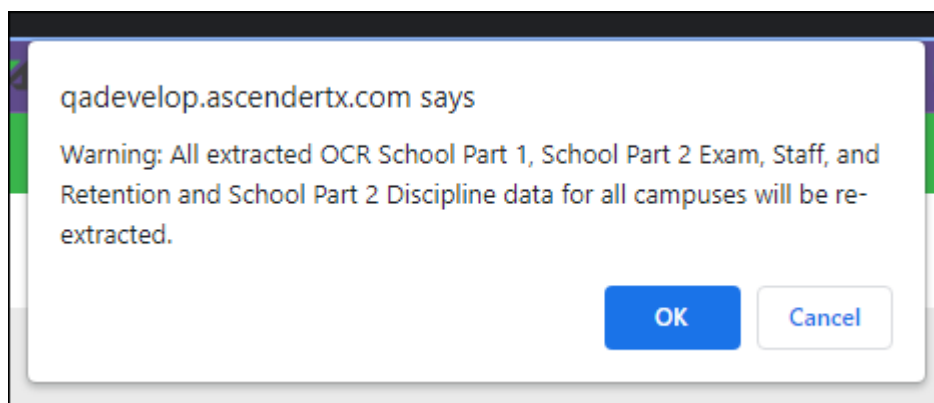 qadevelop.ascendertx.com says
Warning: All extracted OCR School Part 1, School Part 2 Exam, Staff, and
Retention and School Part 2 Discipline data for all campuses will be re-
extracted.
OK Cancel